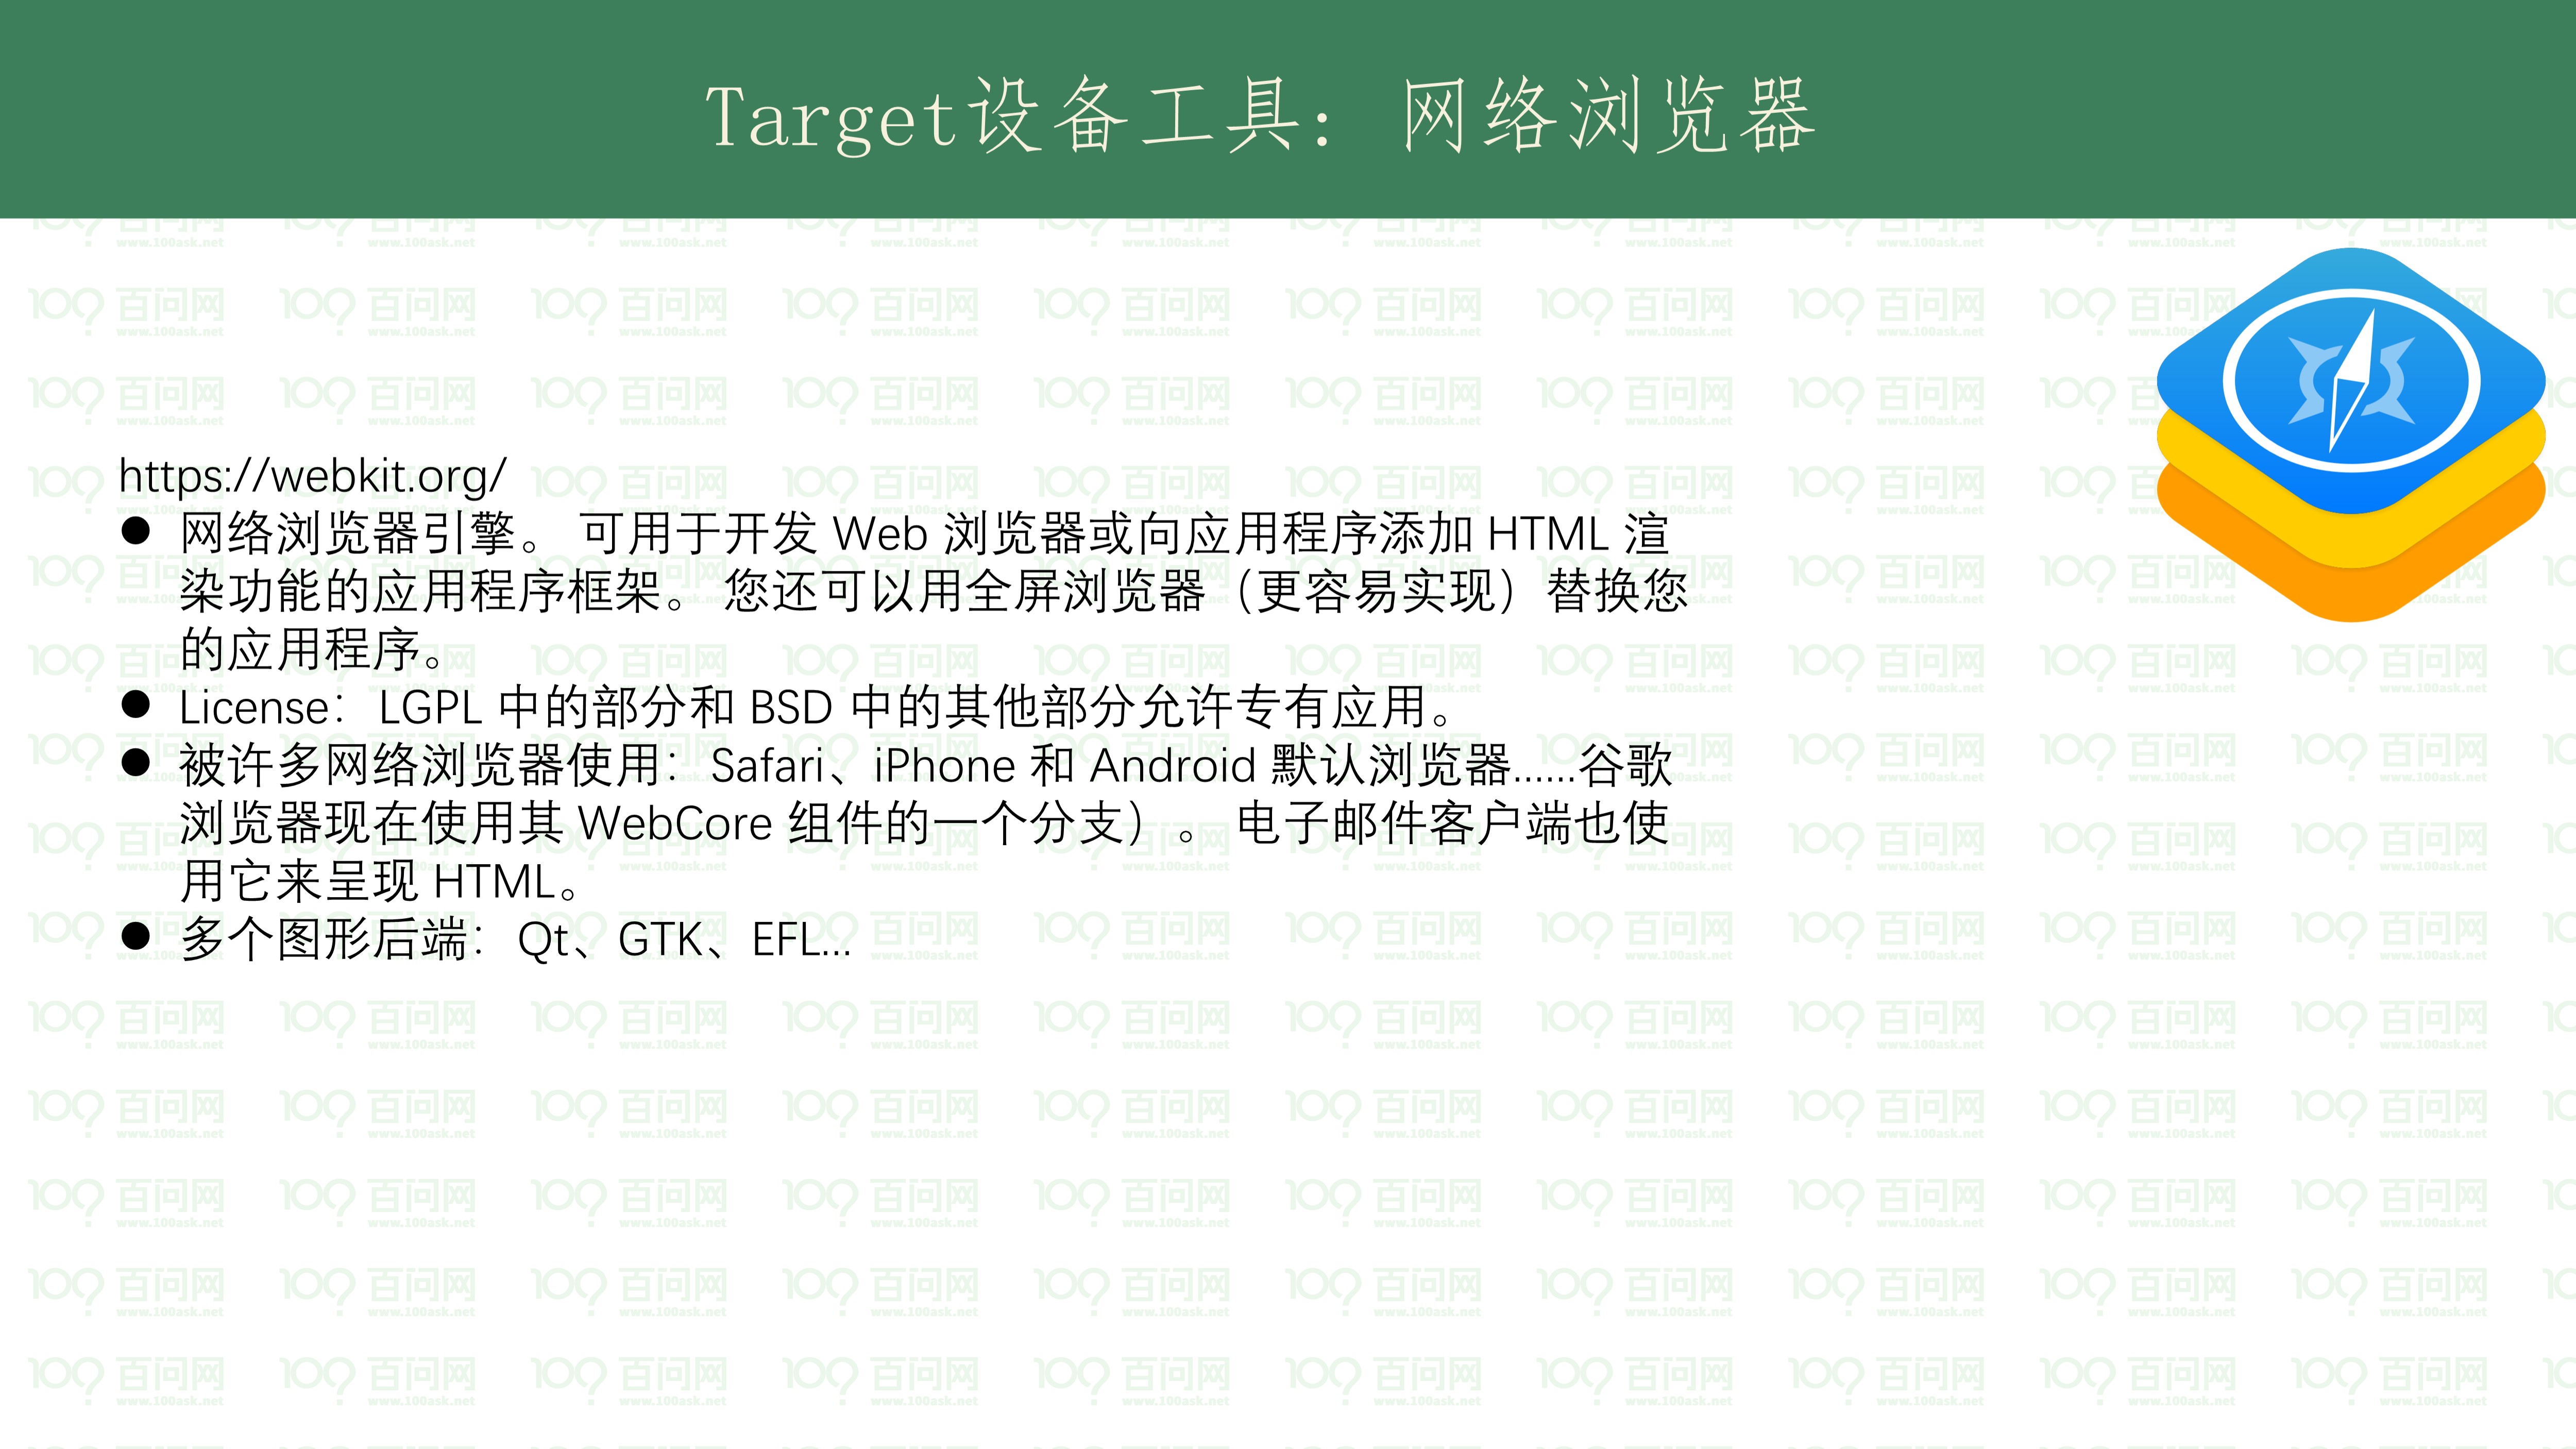 Target设备工具：网络浏览器
https://webkit.org/
● 网络浏览器引擎。 可用于开发 Web 浏览器或向应用程序添加 HTML 渲
染功能的应用程序框架。 您还可以用全屏浏览器（更容易实现）替换您
的应用程序。
● License：LGPL 中的部分和 BSD 中的其他部分允许专有应用。
● 被许多网络浏览器使用：Safari、iPhone 和 Android 默认浏览器......谷歌
浏览器现在使用其 WebCore 组件的一个分支）。 电子邮件客户端也使
用它来呈现 HTML。
● 多个图形后端：Qt、GTK、EFL...
百问网
www.100ask.net